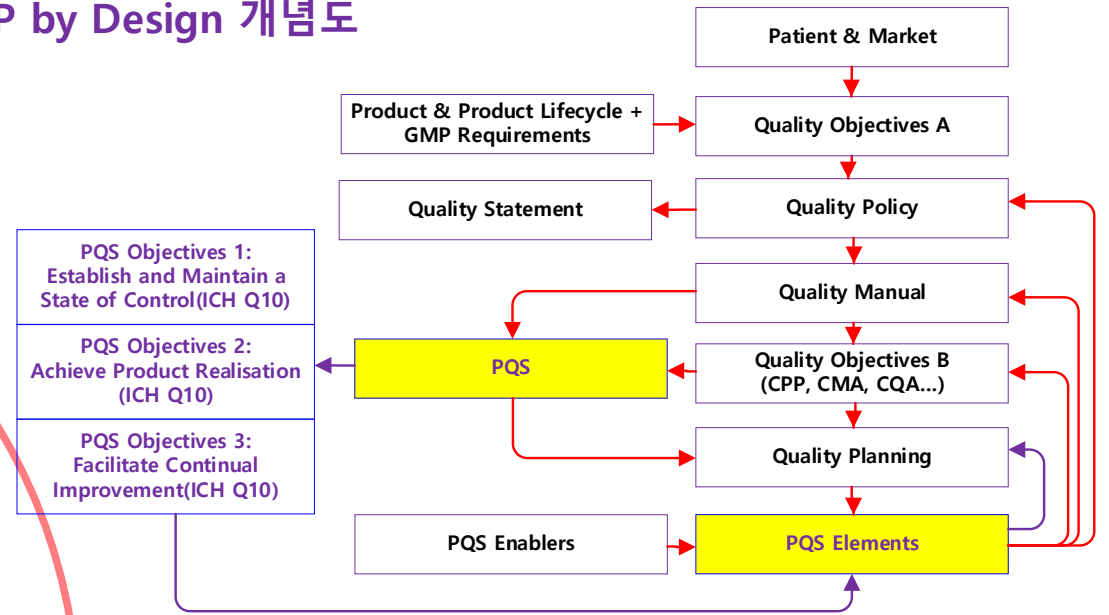 P by Design 개념도
Patient & Market
Product & Product Lifecycle +
GMP Requirements
Quality Objectives A
Quality Statement
Quality Policy
PQS Objectives 1:
Establish and Maintain a
State of Control(ICH Q10)
Quality Manual
PQS Objectives 2:
Achieve Product Realisation
(ICH Q10)
PQS
Quality Objectives B
(CPP, CMA, CQA...)
PQS Objectives 3:
Facilitate Continual
Improvement(ICH Q10)
Quality Planning
PQS Enablers
PQS Elements